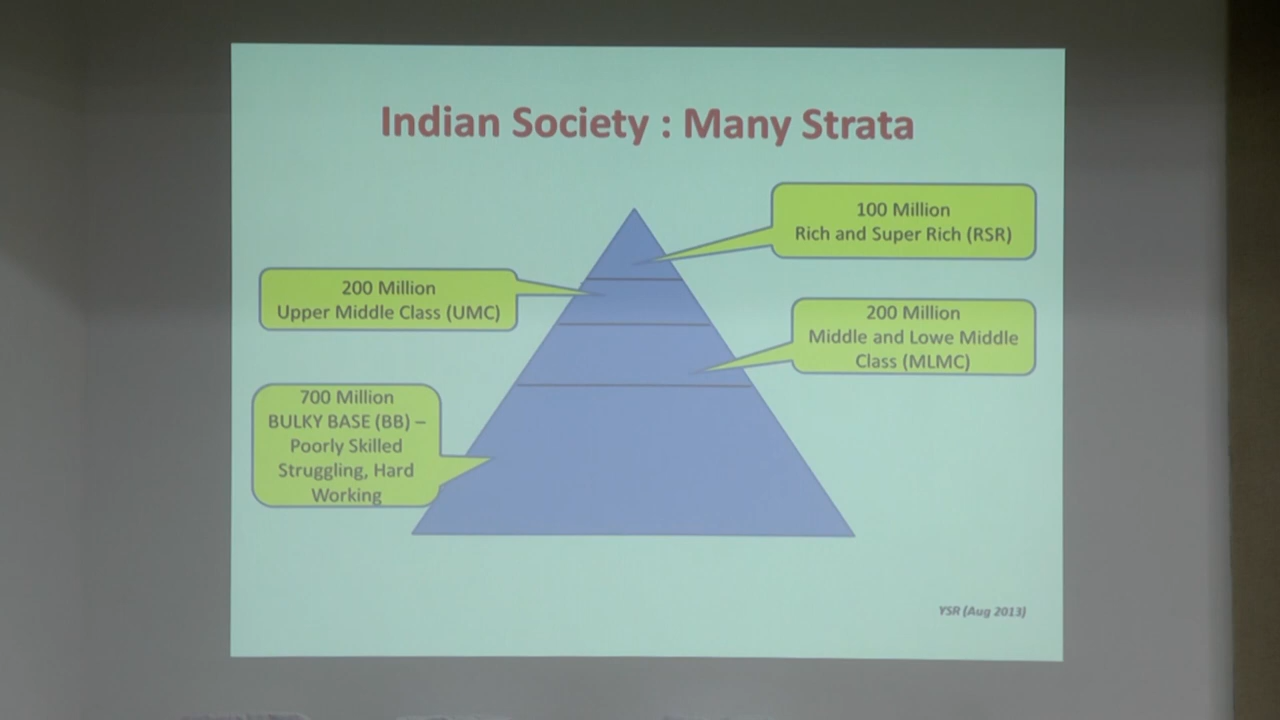 Indian Society : Many Strata
100 Million
Rich and Super Rich (RSR)
200 Million
Upper Middle Class (UMC)
200 Million
Middle and Lowe Middle
Class (MLMC)
700 Million
BULKY BASE (BB) –
Poorly Skilled
Struggling, Hard
Working
YSR (Aug 2013)